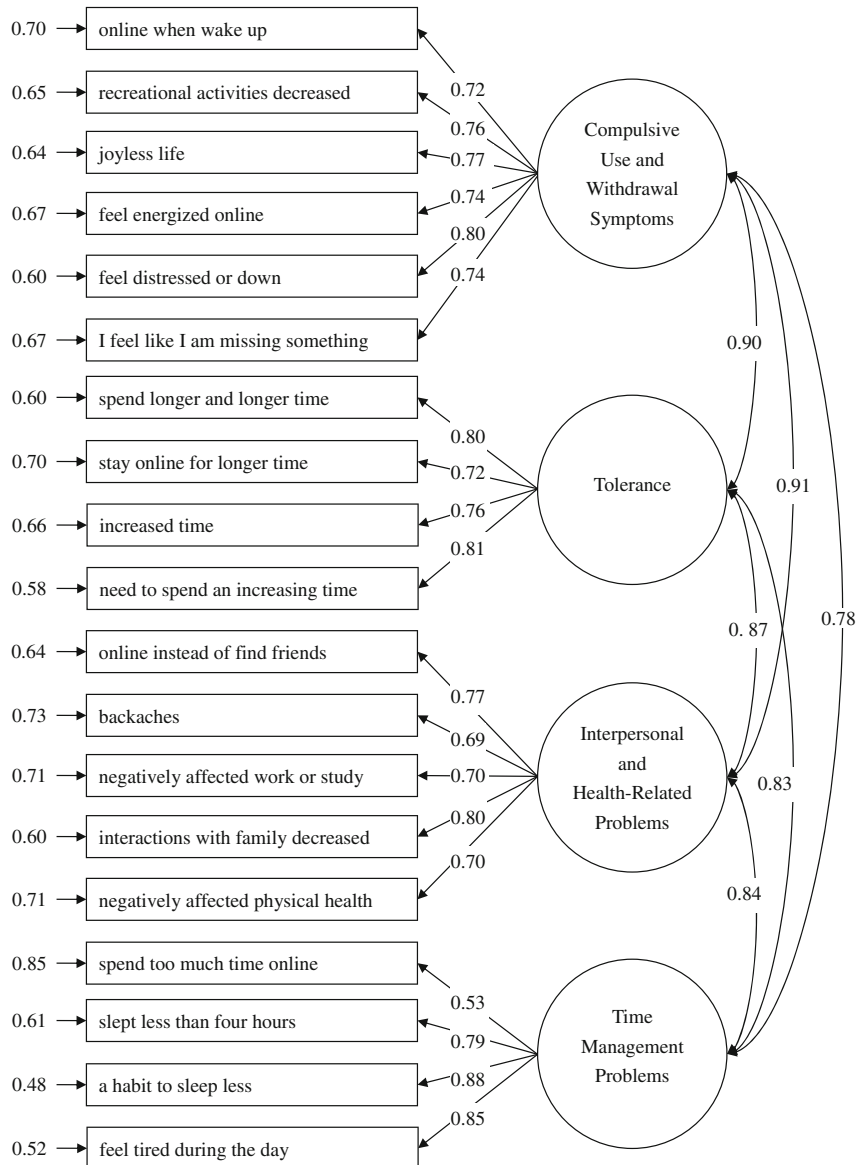 0.70 online when wake up
0.72
0.65 recreational activities decreased
0.76
0.64 joyless life
0.77
0.67 feel energized online
0.74
0.60 feel distressed or down
0.80
0.67 I feel like I am missing something
0.74
Compulsive
Use and
Withdrawal
Symptoms
0.60 spend longer and longer time
0.80
0.70 stay online for longer time
0.72
0.66 increased time
0.76
0.58 need to spend an increasing time
0.81
Tolerance
0.64 online instead of find friends
0.77
0.73 backaches
0.69
0.71 negatively affected work or study
0.70
0.60 interactions with family decreased
0.80
0.71 negatively affected physical health
0.70
Interpersonal
and
Health-Related
Problems
0.85 spend too much time online
0.53
0.61 slept less than four hours
0.79
0.48 a habit to sleep less
0.88
0.52 feel tired during the day
0.85
Time
Management
Problems
0.90
0.91
0.78
0. 87
0.83
0.84